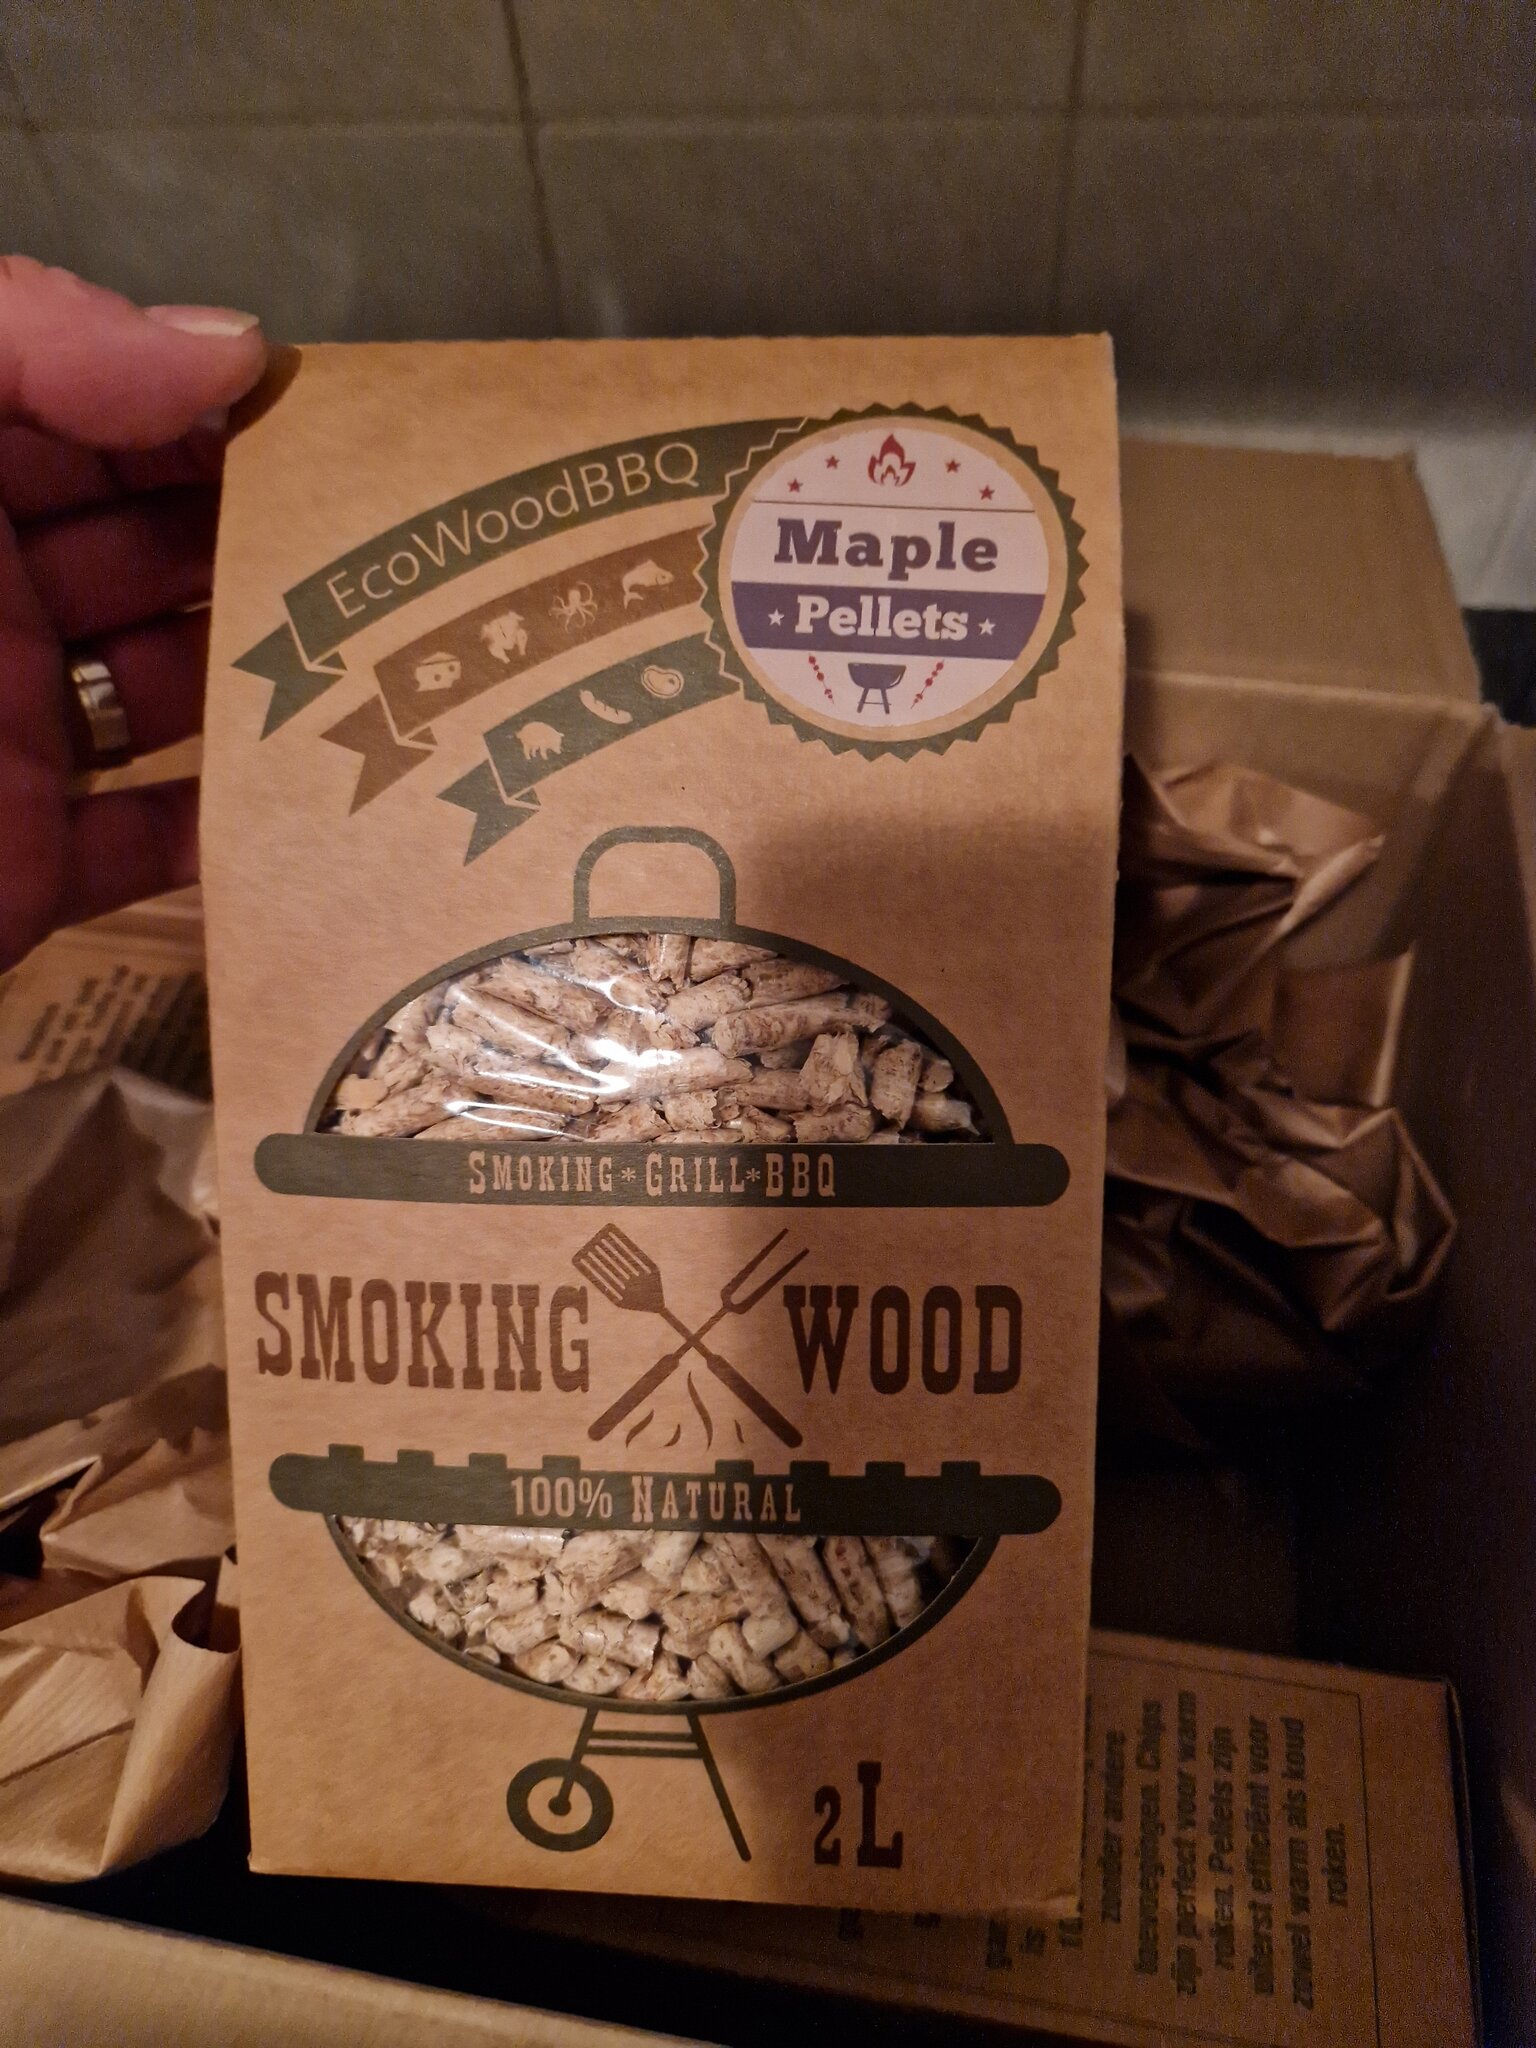 EcoWoodBBQ
Maple
Pellets
SMOKING*GRILL*BBQ
SMOKING WOOD
100% NATURAL
2L
zonder andere
toevoegingen. Chips
zijn perfect voor warm
roken. Pellets zijn
uiterst efficiënt voor
zowel warm als koud
roken.